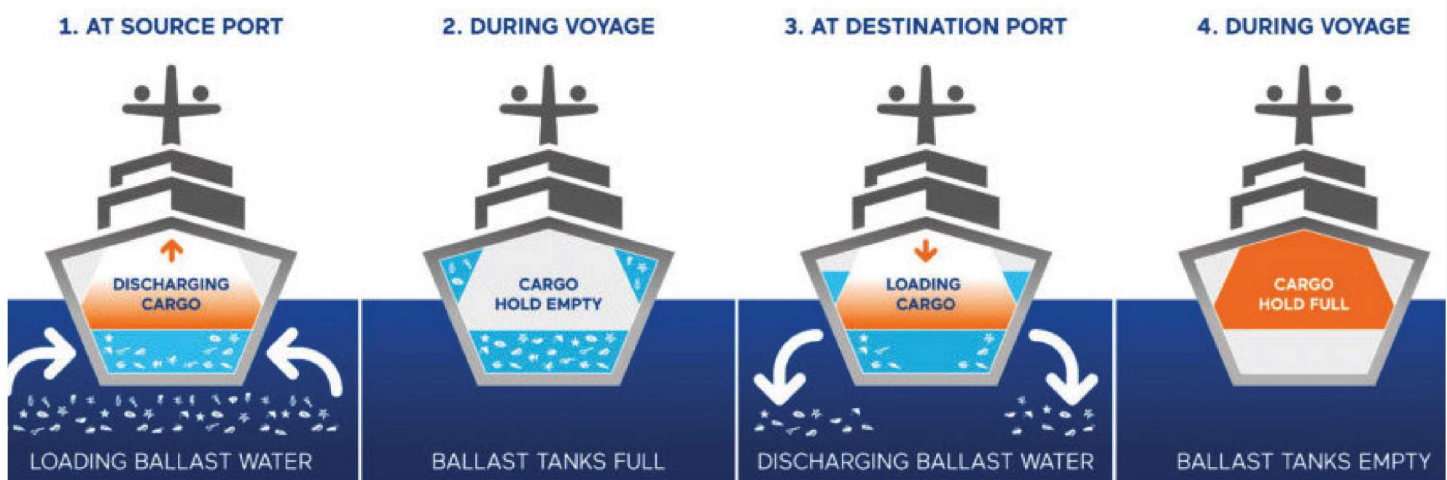 1. AT SOURCE PORT
DISCHARGING
CARGO
LOADING BALLAST WATER
2. DURING VOYAGE
CARGO
HOLD EMPTY
BALLAST TANKS FULL
3. AT DESTINATION PORT
LOADING
CARGO
DISCHARGING BALLAST WATER
4. DURING VOYAGE
CARGO
HOLD FULL
BALLAST TANKS EMPTY